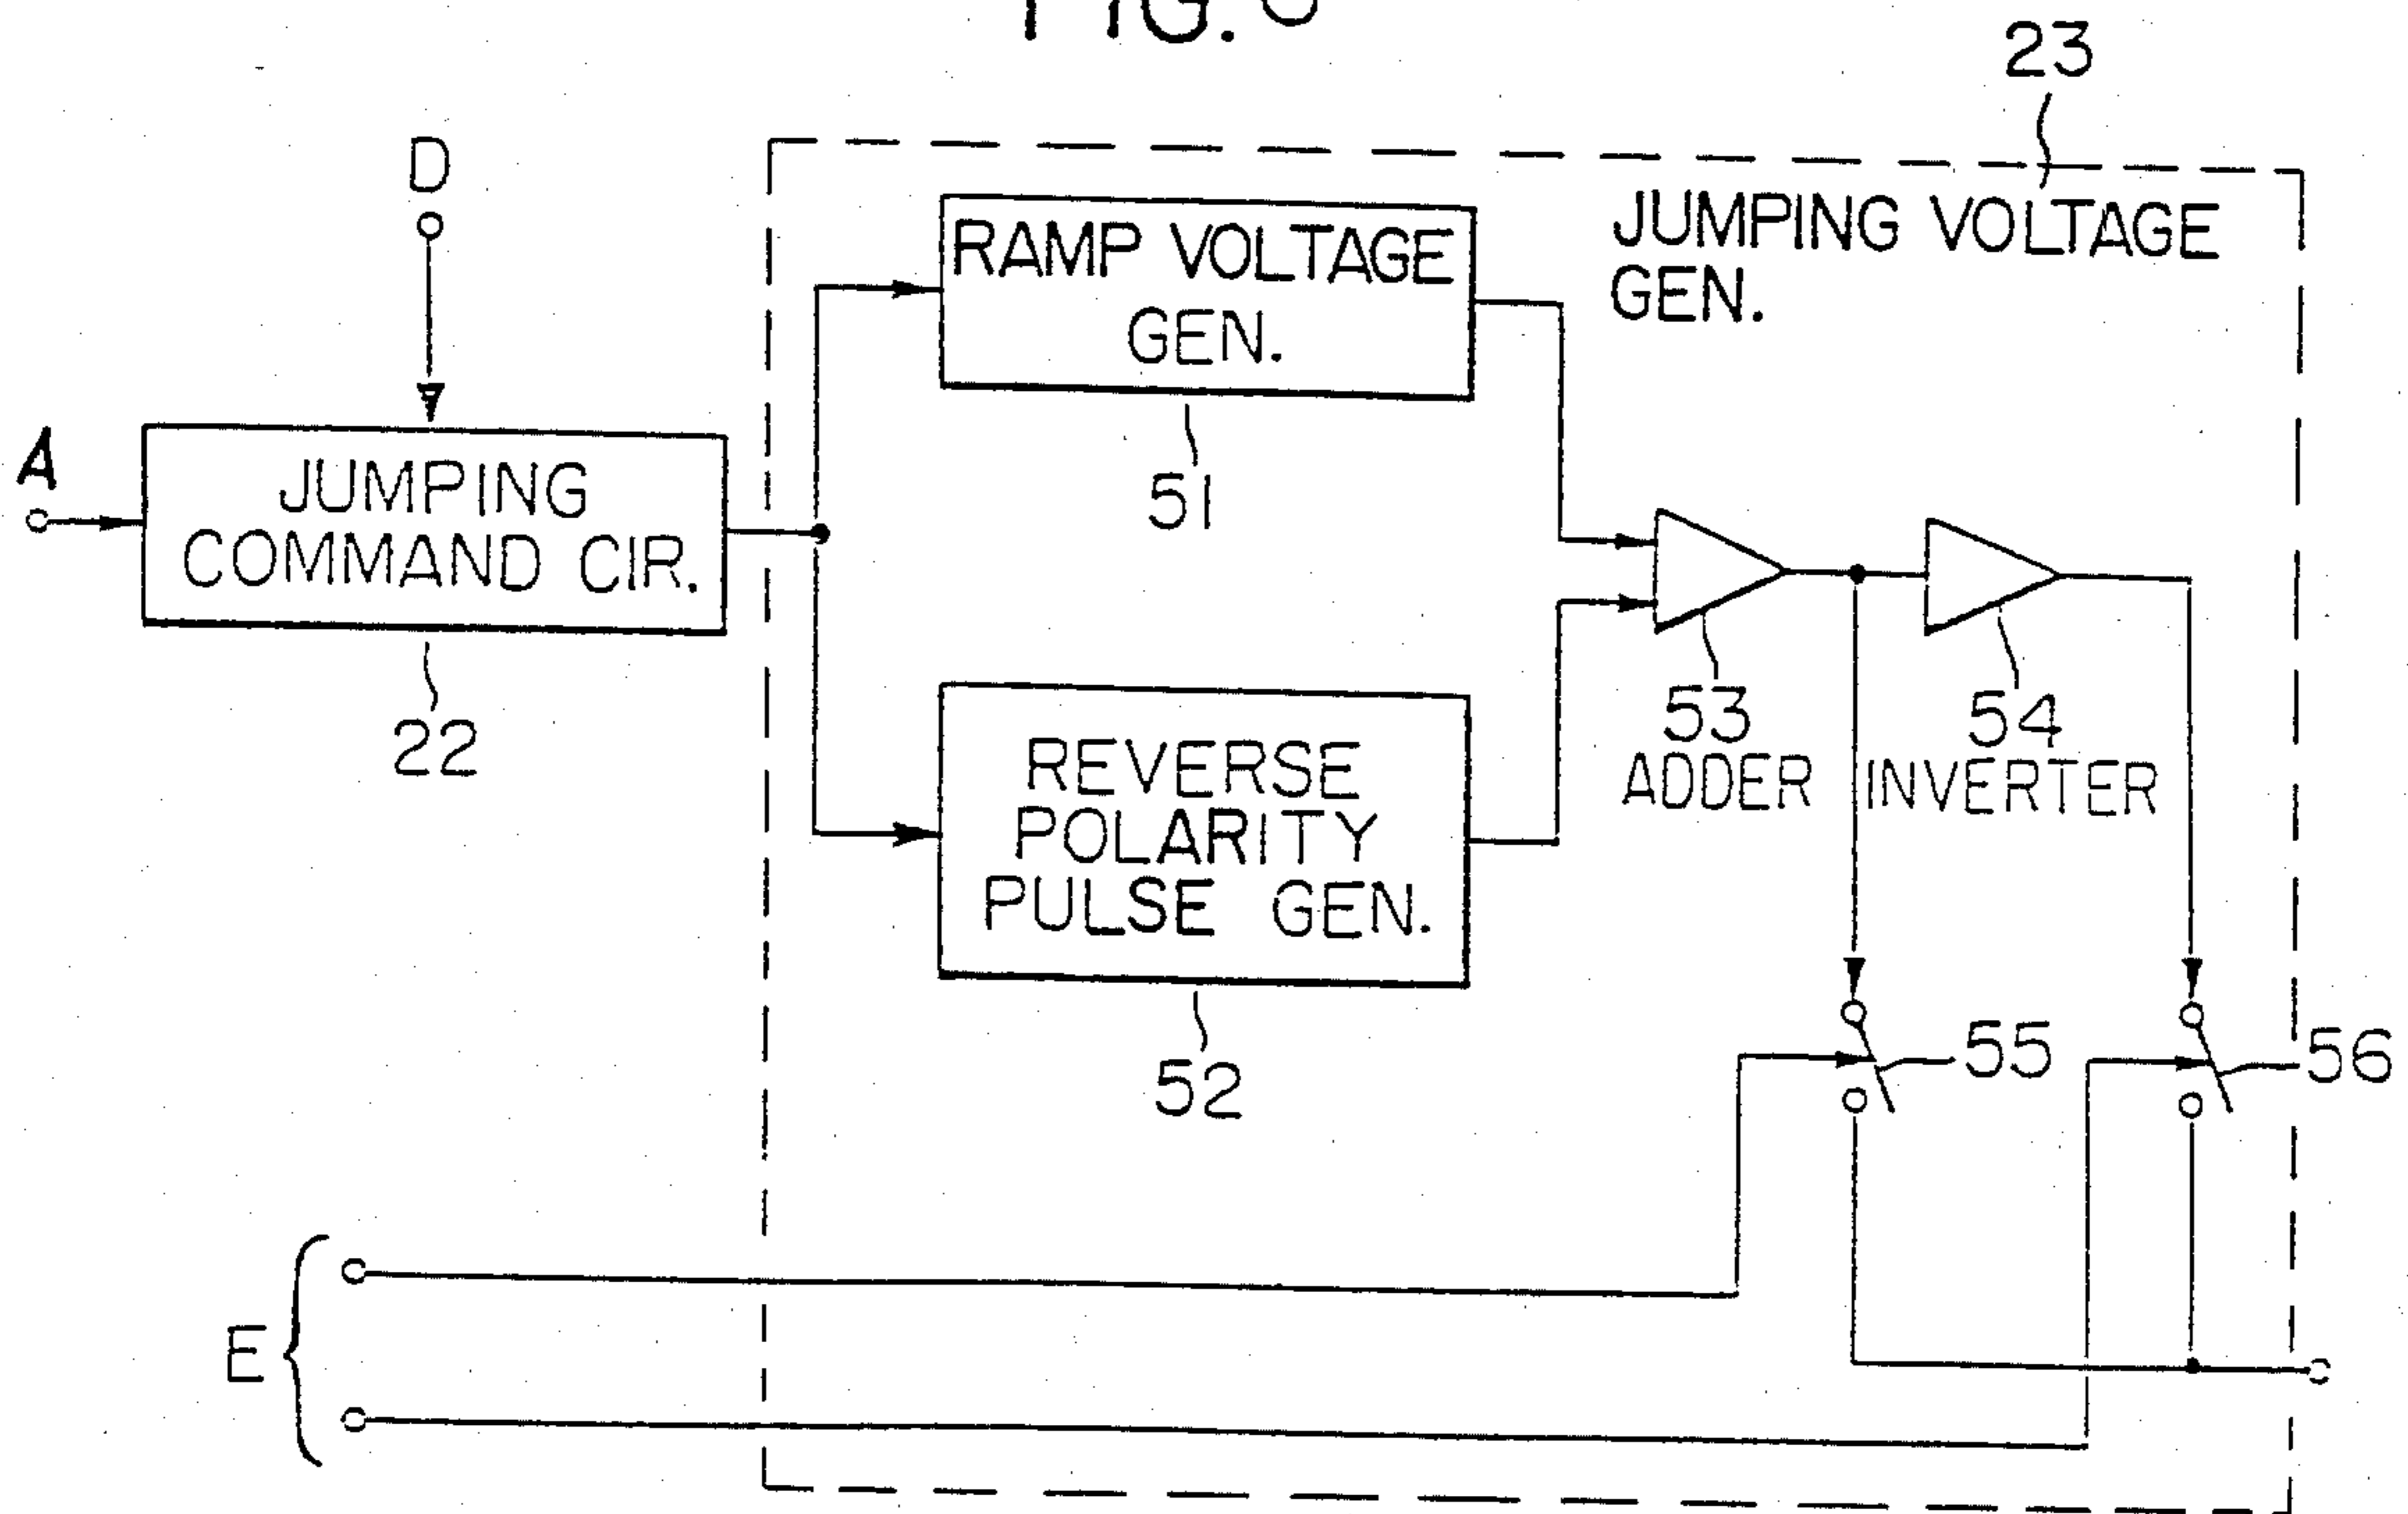 FIG.
23
D
JUMPING VOLTAGE
GEN.
RAMP VOLTAGE
GEN.
A
JUMPING
COMMAND CIR.
51
22
53
ADDER
54
INVERTER
REVERSE
POLARITY
PULSE GEN.
52
55
56
E